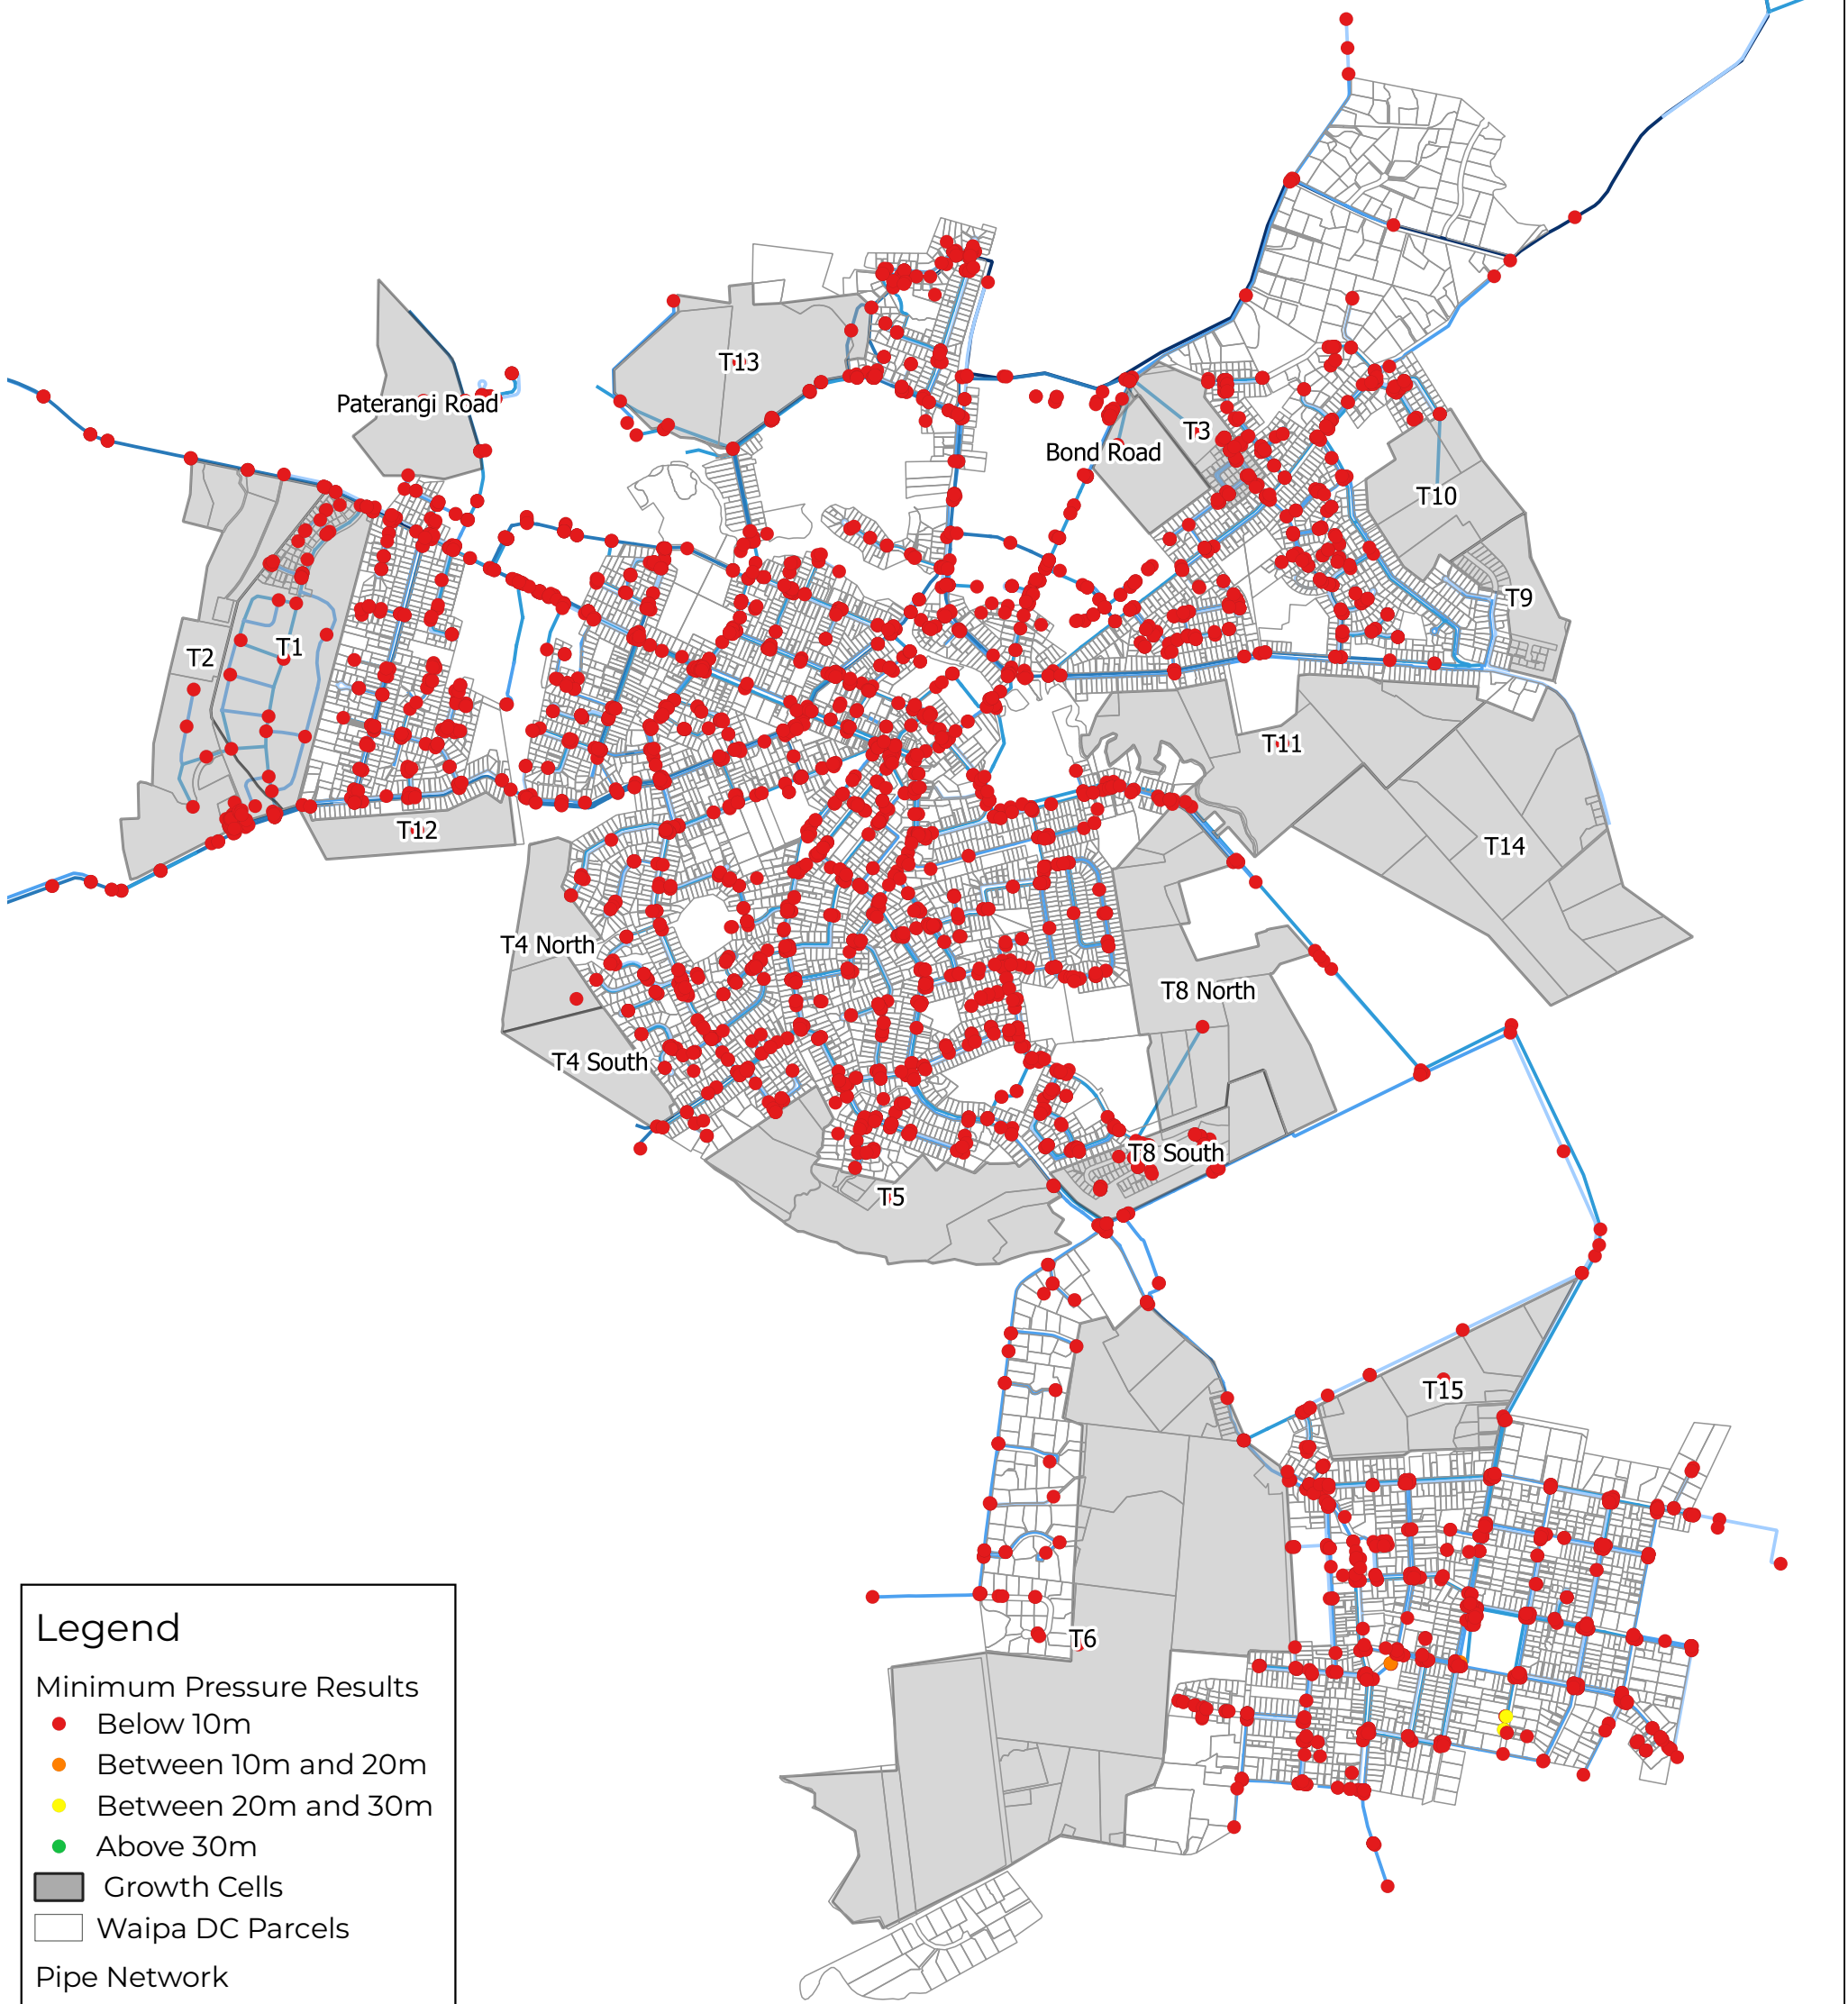 T13
Paterangi Road
T3
Bond Road
T10
T9
T1
T2
T11
T12
T14
T4 North
T8 North
T4 South
T8 South
T5
T15
T6
Legend
Minimum Pressure Results
Below 10m
Between 10m and 20m
Between 20m and 30m
Above 30m
Growth Cells
Waipa DC Parcels
Pipe Network